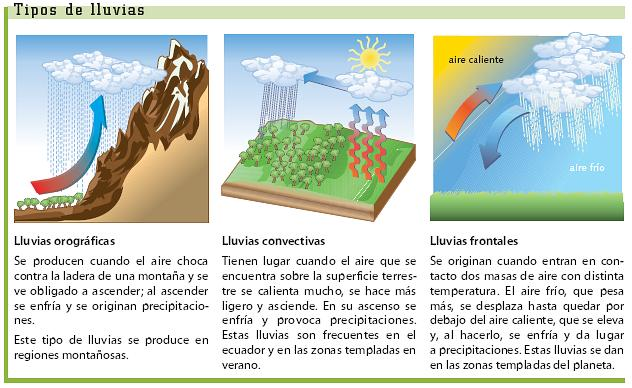 Tipos de lluvias
aire caliente
aire frío
Lluvias orográficas
Se producen cuando el aire choca
contra la ladera de una montaña y se
ve obligado a ascender; al ascender
se enfría y se originan precipitacio-
nes.
Este tipo de lluvias se produce en
regiones montañosas.
Lluvias convectivas
Tienen lugar cuando el aire que se
encuentra sobre la superficie terres-
tre se calienta mucho, se hace más
ligero y asciende. En su ascenso se
enfría y provoca precipitaciones.
Estas lluvias son frecuentes en el
ecuador y en las zonas templadas en
verano.
Lluvias frontales
Se originan cuando entran en con-
tacto dos masas de aire con distinta
temperatura. El aire frío, que pesa
más, se desplaza hasta quedar por
debajo del aire caliente, que se eleva
y, al hacerlo, se enfría y da lugar
a precipitaciones. Estas lluvias se dan
en las zonas templadas del planeta.